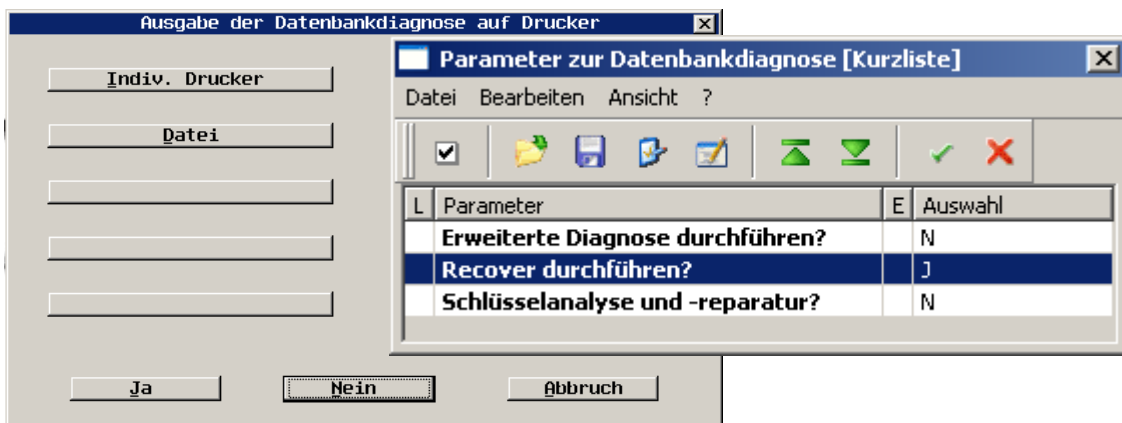 Ausgabe der Datenbankdiagnose auf Drucker
Indiv. Drucker
Datei
Ja
Nein
Abbruch
Parameter zur Datenbankdiagnose [Kurzliste]
Datei Bearbeiten Ansicht ?
L Parameter E Auswahl
Erweiterte Diagnose durchführen? N
Recover durchführen? J
Schlüsselanalyse und -reparatur? N